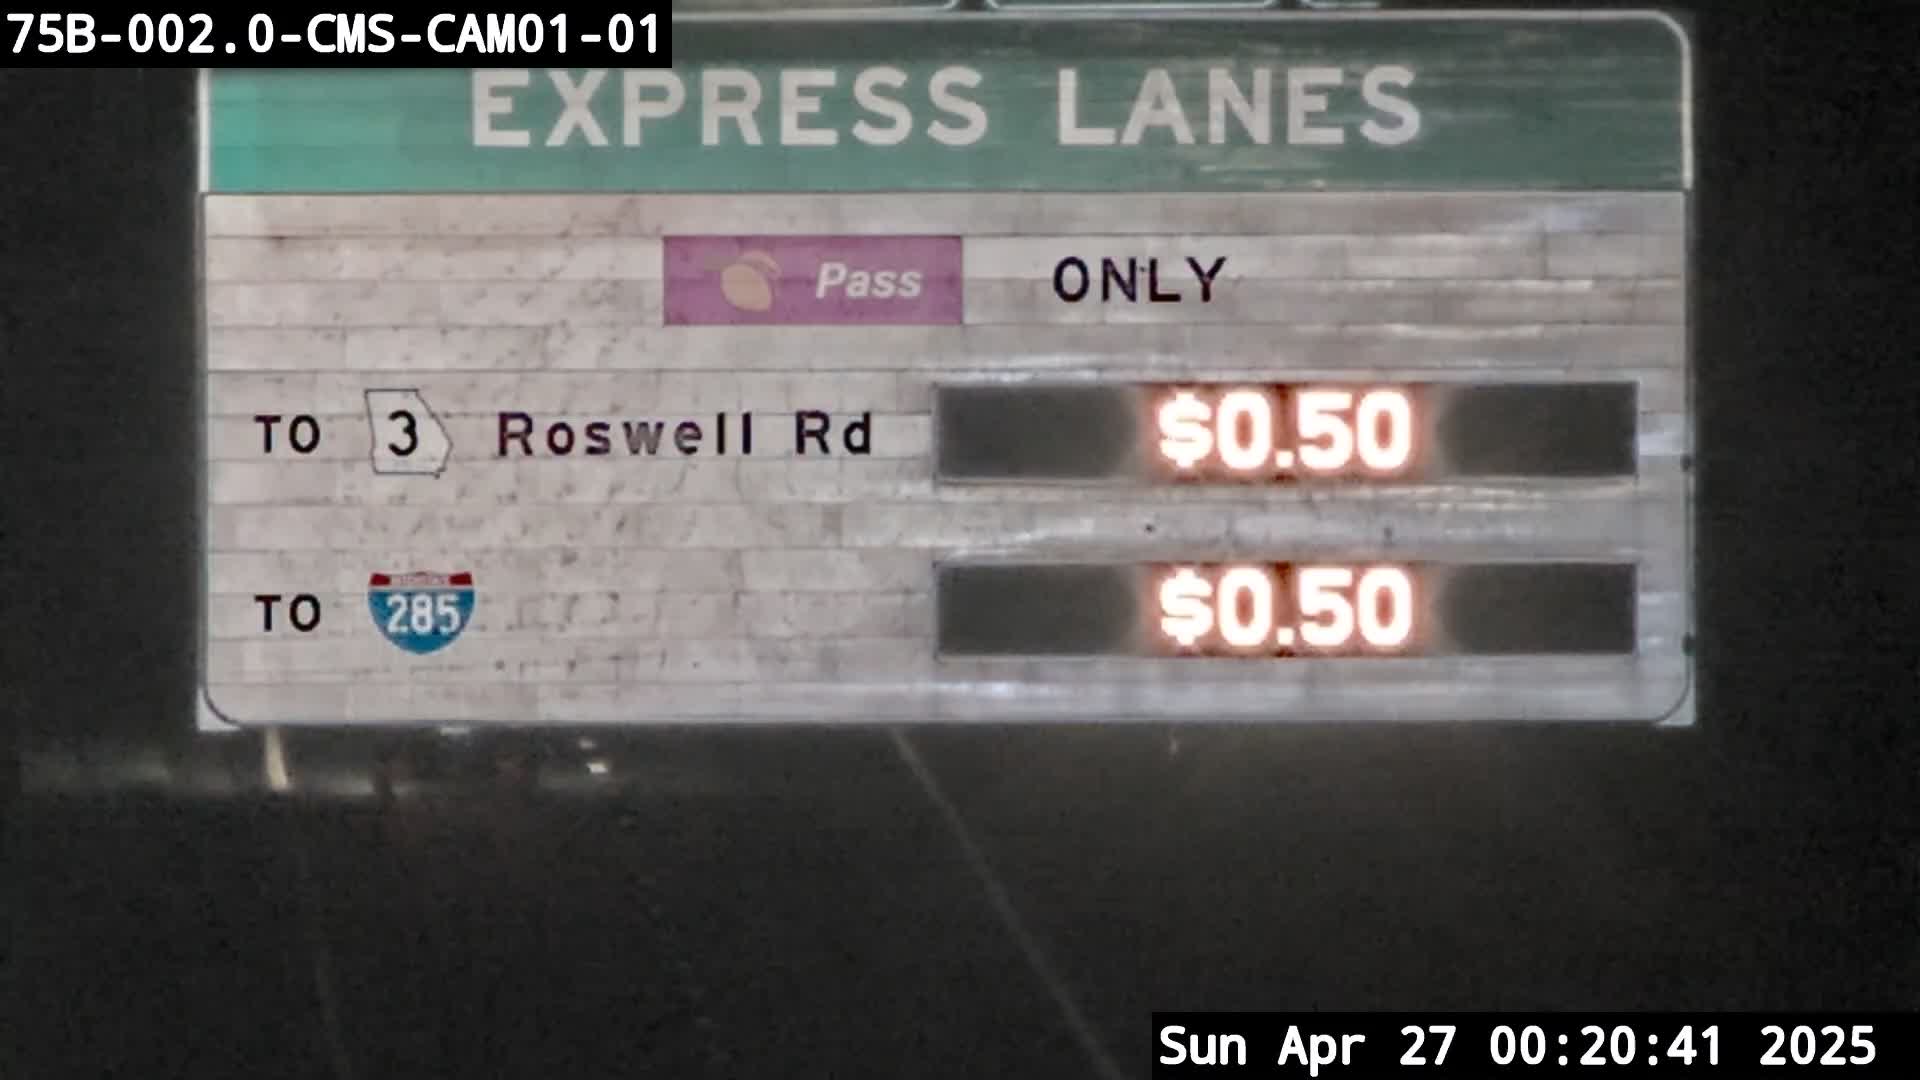 75B-002.0-CMS-CAM01-01
EXPRESS LANES
Pass ONLY
TO 3 Roswell Rd $0.50
TO 285 $0.50
Sun Apr 27 00:20:41 2025